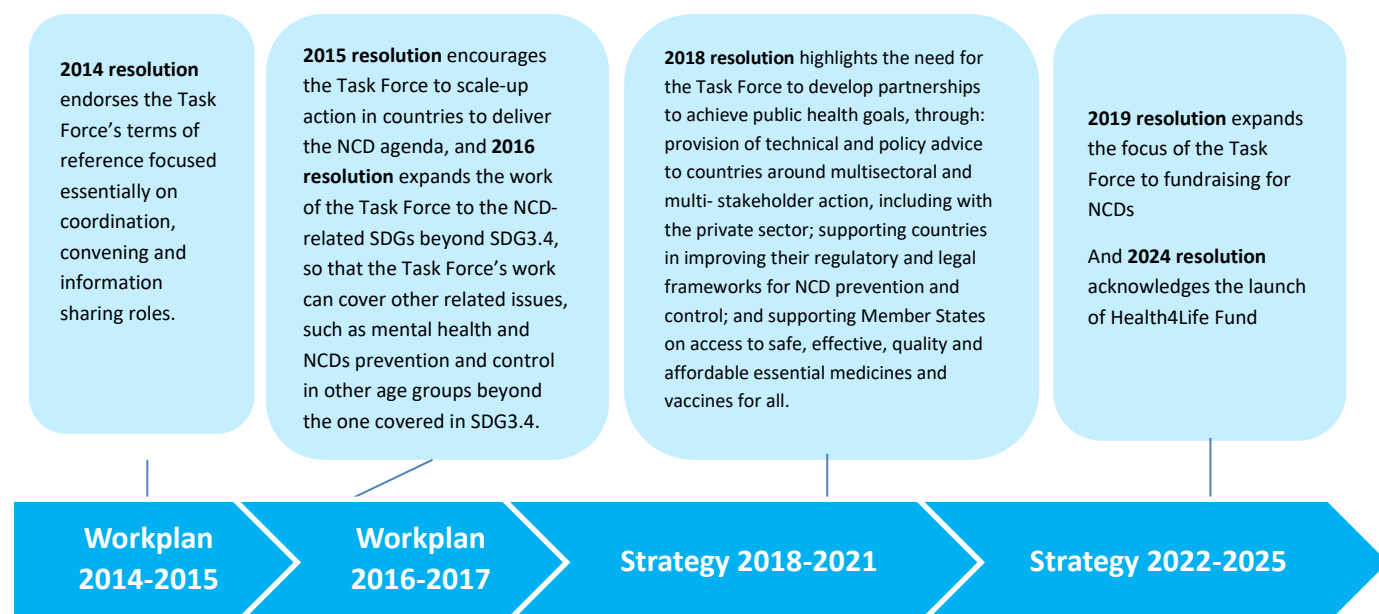 2014 resolution
endorses the Task
Force's terms of
reference focused
essentially on
coordination,
convening and
information
sharing roles.
2015 resolution encourages
the Task Force to scale-up
action in countries to deliver
the NCD agenda, and 2016
resolution expands the work
of the Task Force to the NCD-
related SDGs beyond SDG3.4,
so that the Task Force's work
can cover other related issues,
such as mental health and
NCDs prevention and control
in other age groups beyond
the one covered in SDG3.4.
2018 resolution highlights the need for
the Task Force to develop partnerships
to achieve public health goals, through:
provision of technical and policy advice
to countries around multisectoral and
multi- stakeholder action, including with
the private sector; supporting countries
in improving their regulatory and legal
frameworks for NCD prevention and
control; and supporting Member States
on access to safe, effective, quality and
affordable essential medicines and
vaccines for all.
2019 resolution expands
the focus of the Task
Force to fundraising for
NCDs
And 2024 resolution
acknowledges the launch
of Health4Life Fund
Workplan
2014-2015
Workplan
2016-2017
Strategy 2018-2021
Strategy 2022-2025